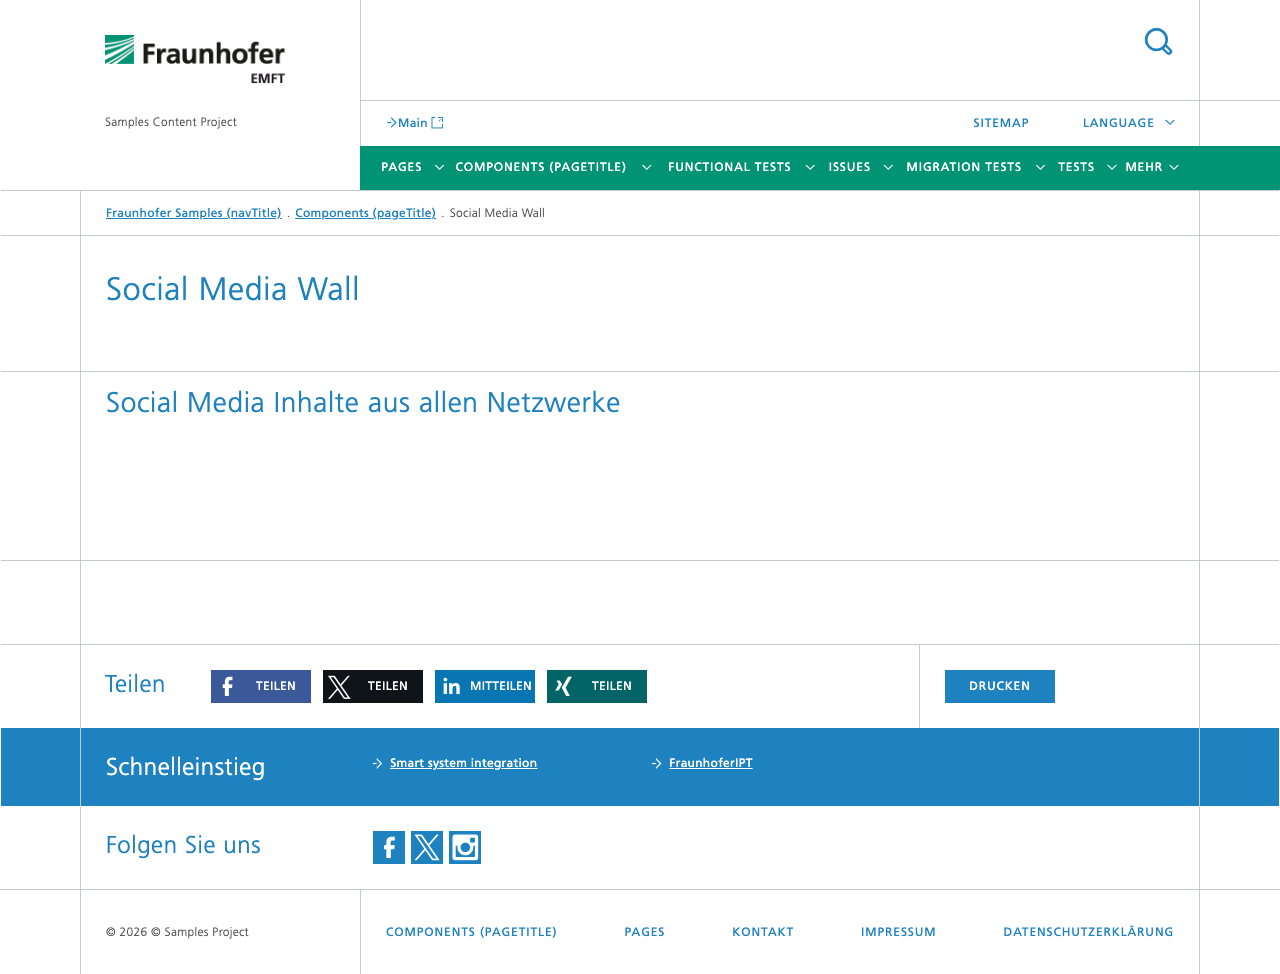 Fraunhofer
EMFT
Samples Content Project
Main
SITEMAP
LANGUAGE
PAGES
COMPONENTS (PAGETITLE)
FUNCTIONAL TESTS
ISSUES
MIGRATION TESTS
TESTS
MEHR
Fraunhofer Samples (navTitle) . Components (pageTitle) . Social Media Wall
Social Media Wall
Social Media Inhalte aus allen Netzwerke
Teilen
TEILEN
TEILEN
MITTEILEN
TEILEN
DRUCKEN
Schnelleinstieg
Smart system integration
FraunhoferIPT
Folgen Sie uns
© 2026 © Samples Project
COMPONENTS (PAGETITLE)
PAGES
KONTAKT
IMPRESSUM
DATENSCHUTZERKLÄRUNG